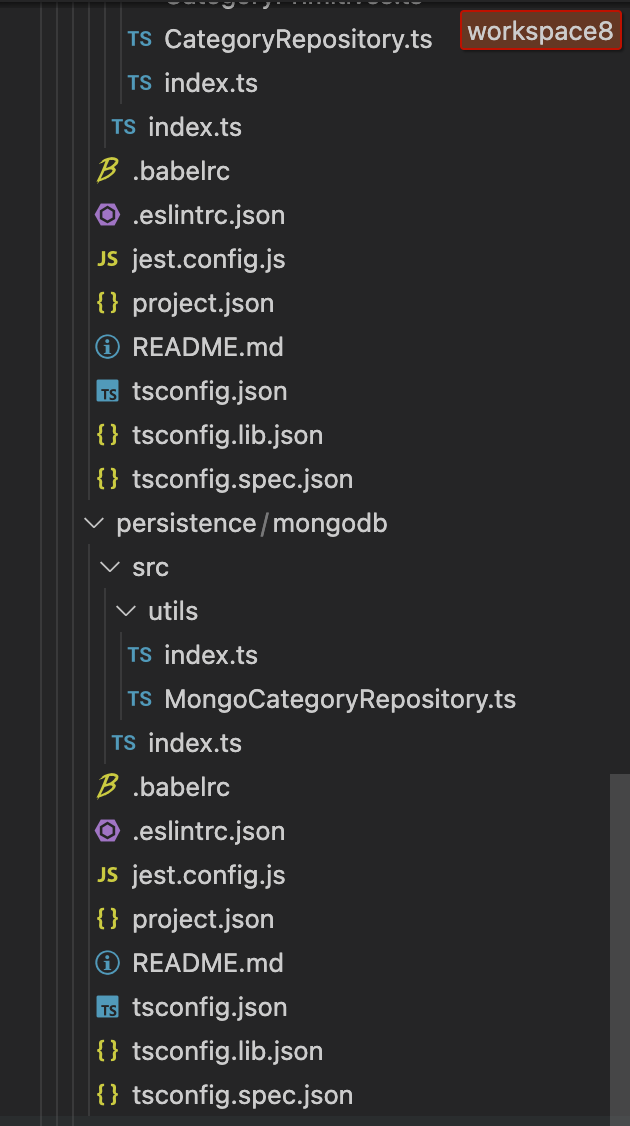 CategoryPrimitives.ts
TS CategoryRepository.ts
workspace8
TS index.ts
TS index.ts
.babelrc
.eslintrc.json
JS jest.config.js
{} project.json
README.md
TS tsconfig.json
{} tsconfig.lib.json
{} tsconfig.spec.json
persistence/mongodb
src
utils
TS index.ts
TS MongoCategoryRepository.ts
TS index.ts
.babelrc
.eslintrc.json
JS jest.config.js
{} project.json
README.md
TS tsconfig.json
{} tsconfig.lib.json
{} tsconfig.spec.json